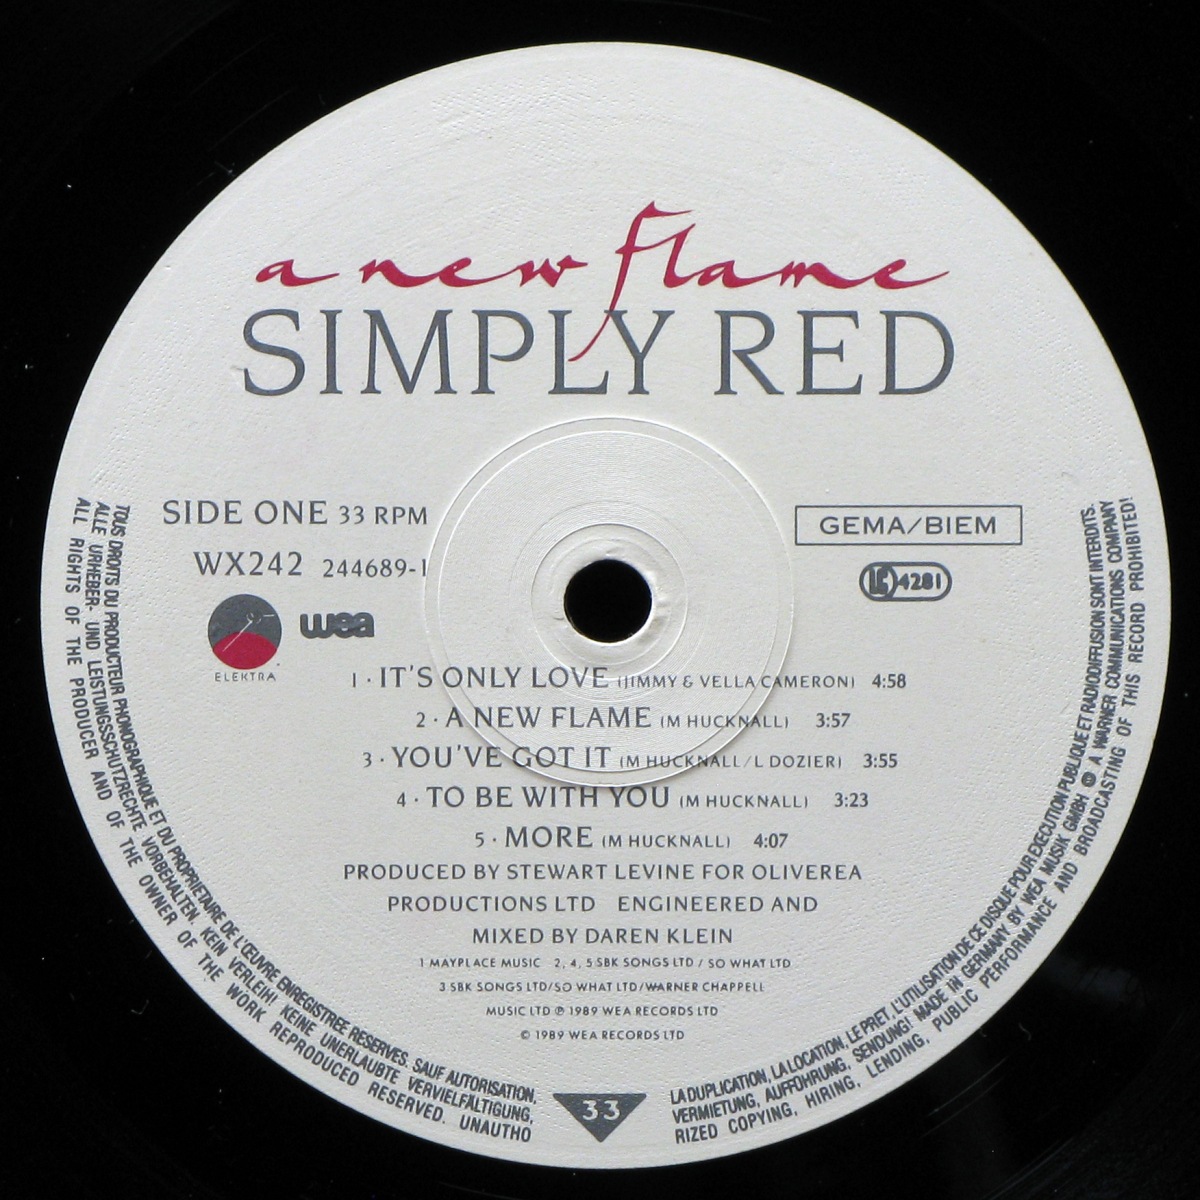 a new flame
SIMPLY RED
SIDE ONE 33 RPM
WX242 244689-1
GEMA/BIEM
LC 4281
ELEKTRA
wea
1 · IT'S ONLY LOVE (JIMMY & VELLA CAMERON) 4:58
2 · A NEW FLAME (M HUCKNALL) 3:57
3 · YOU'VE GOT IT (M HUCKNALL/L DOZIER) 3:55
4 · TO BE WITH YOU (M HUCKNALL) 3:23
5 · MORE (M HUCKNALL) 4:07
PRODUCED BY STEWART LEVINE FOR OLIVEREA
PRODUCTIONS LTD ENGINEERED AND
MIXED BY DAREN KLEIN
1 MAYPLACE MUSIC 2, 4, 5 SBK SONGS LTD / SO WHAT LTD
3 SBK SONGS LTD/SO WHAT LTD/WARNER CHAPPELL
MUSIC LTD ℗ 1989 WEA RECORDS LTD
© 1989 WEA RECORDS LTD
33
TOUS DROITS DU PRODUCTEUR PHONOGRAPHIQUE ET DU PROPRIETAIRE DE L'ŒUVRE ENREGISTREE RESERVES. SAUF AUTORISATION, LA DUPLICATION, LA LOCATION, LE PRET, L'UTILISATION DE CE DISQUE POUR EXECUTION PUBLIQUE ET RADIODIFFUSION SONT INTERDITS.
ALLE URHEBER- UND LEISTUNGSSCHUTZRECHTE VORBEHALTEN. KEIN VERLEIH! KEINE UNERLAUBTE VERVIELFÄLTIGUNG, VERMIETUNG, AUFFÜHRUNG, SENDUNG! MADE IN GERMANY BY WEA MUSIK GMBH A WARNER COMMUNICATIONS COMPANY
ALL RIGHTS OF THE PRODUCER AND OF THE OWNER OF THE WORK REPRODUCED RESERVED. UNAUTHO RIZED COPYING, HIRING, LENDING, PUBLIC PERFORMANCE AND BROADCASTING OF THIS RECORD PROHIBITED!